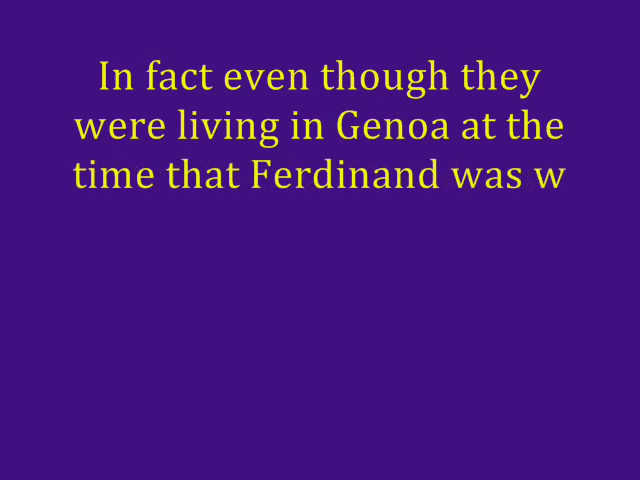 In fact even though they
were living in Genoa at the
time that Ferdinand was w